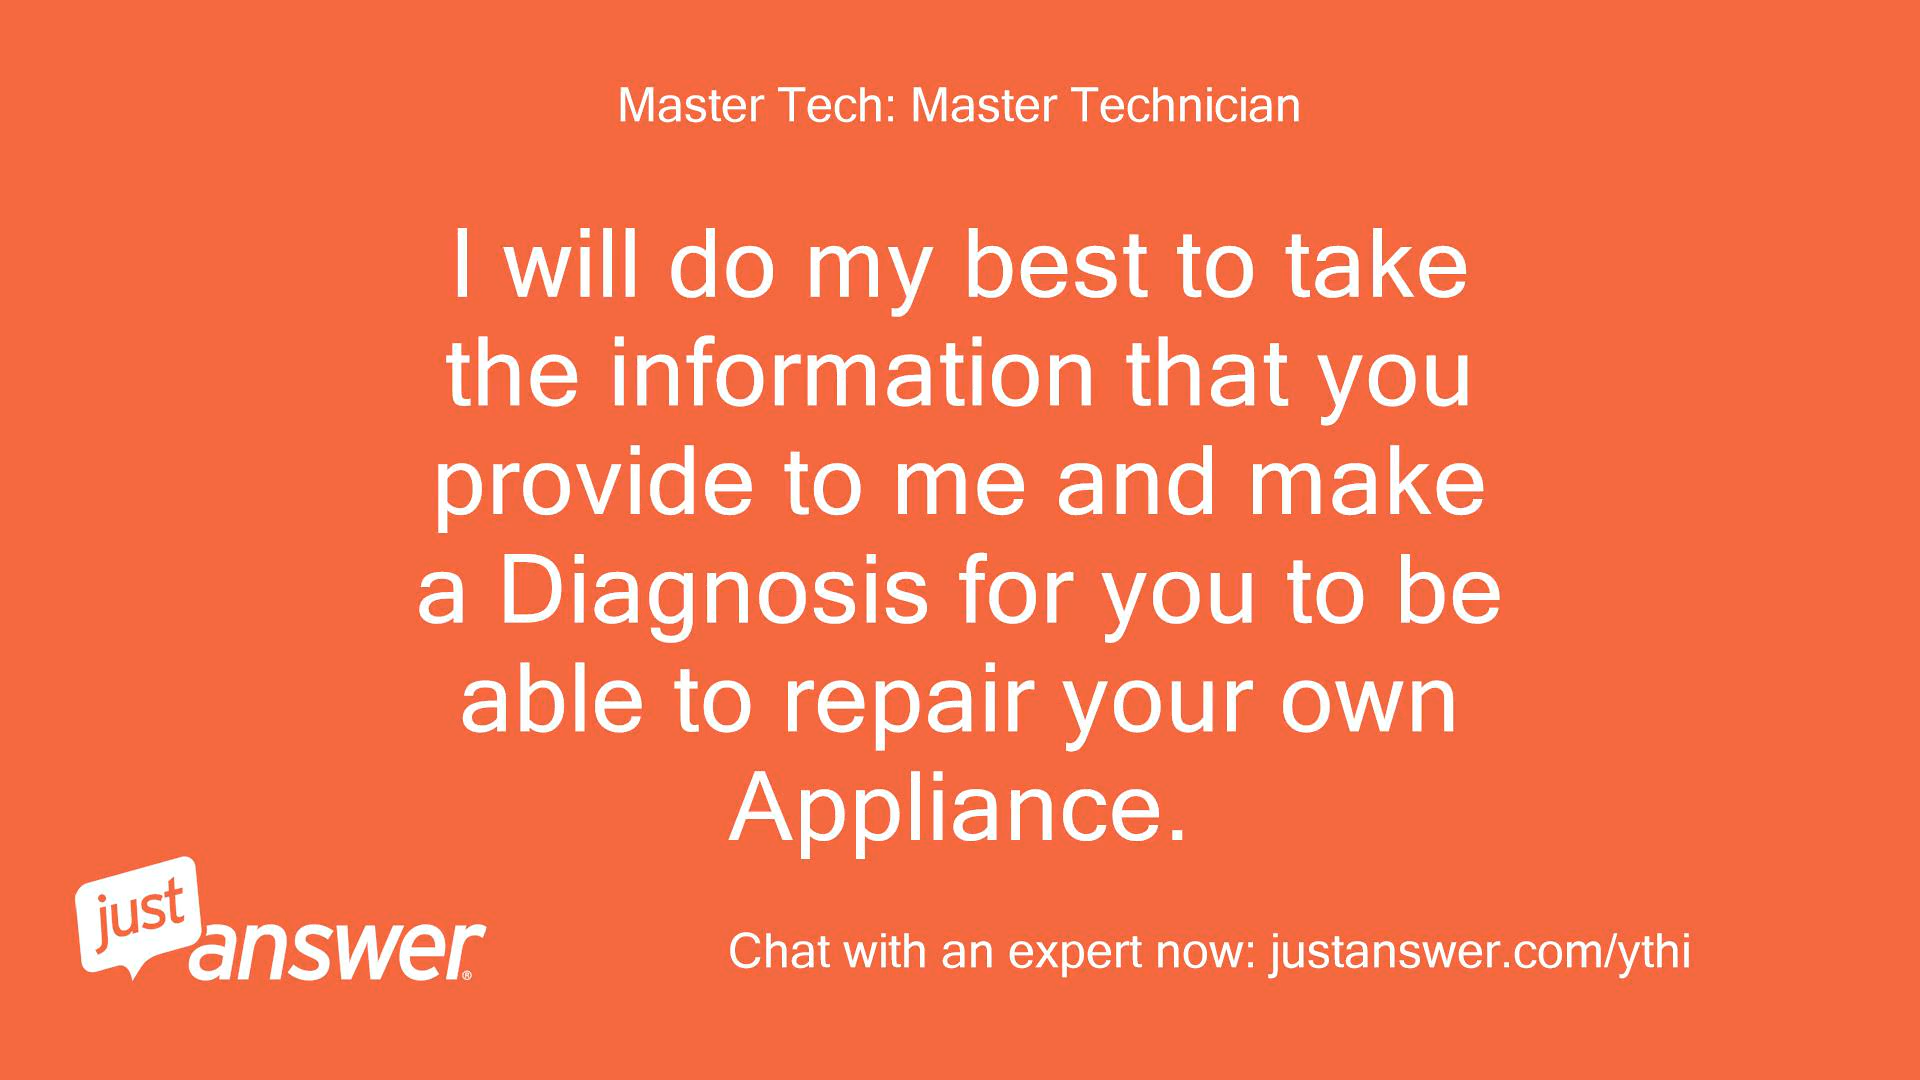 Master Tech: Master Technician
I will do my best to take
the information that you
provide to me and make
a Diagnosis for you to be
able to repair your own
Appliance.
just
answer®
Chat with an expert now: justanswer.com/ythi